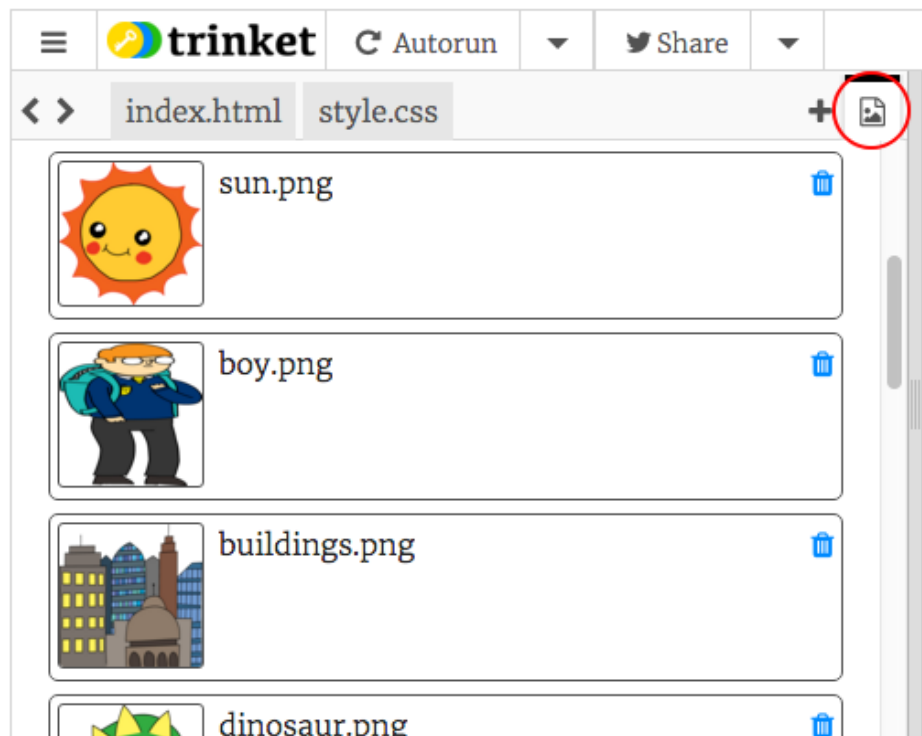 trinket Autorun Share
index.html style.css
sun.png
boy.png
buildings.png
dinosaur.png